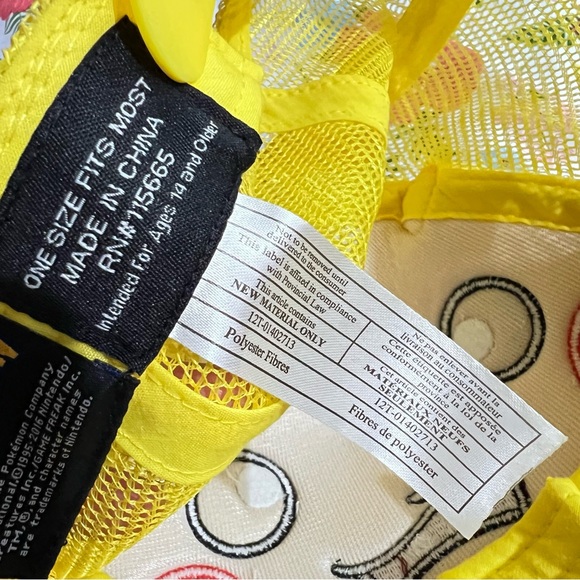 ONE SIZE FITS MOST
MADE IN CHINA
RN# 115665
Intended For Ages 14 and Older
Not to be removed until
delivered to the consumer
This label is affixed in compliance
with Provincial Law
This article contains
NEW MATERIAL ONLY
12T-01402713
Polyester Fibres
Ne pas enlever avant la
livraison au consommateur
Cette étiquette est apposée
conformément à la loi de la
province
Cet article contient des
MATÉRIAUX NEUFS
SEULEMENT
12T-01402713
Fibres de polyester
Pokémon Company
©1995, 2016 Nintendo/
Features Inc./GAME FREAK inc.
TM, ® and character names
are trademarks of Nintendo.